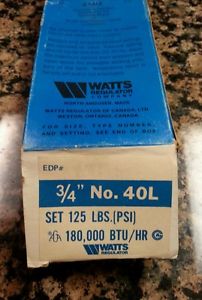 WATTS
REGULATOR
COMPANY
NORTH ANDOVER, MASS.
WATTS REGULATOR OF CANADA, LTD.
WESTON, ONTARIO, CANADA
FOR SIZE, TYPE, NUMBER,
AND SETTING, SEE END OF BOX
EDP#
3/4" No. 40L
SET 125 LBS.(PSI)
180,000 BTU/HR
WATTS
REGULATOR